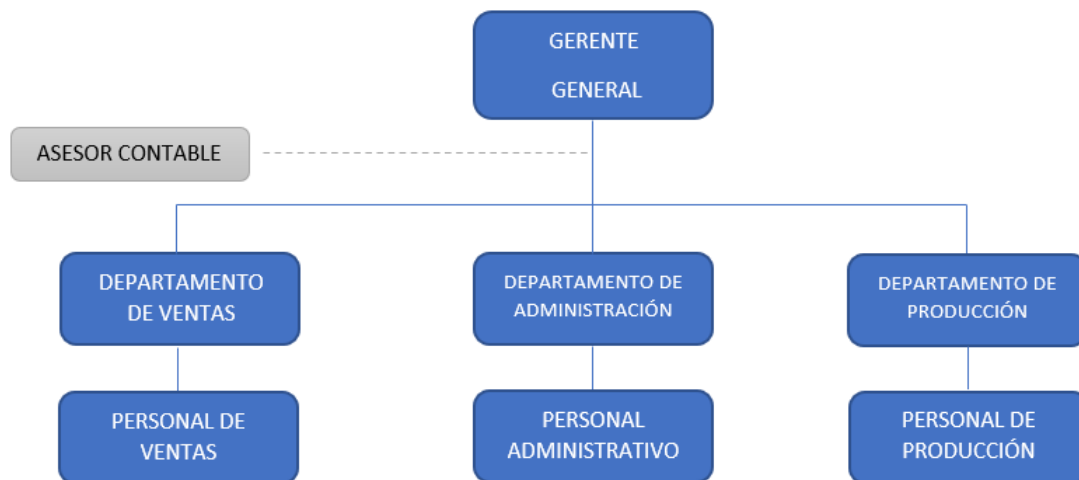 GERENTE
GENERAL
ASESOR CONTABLE
DEPARTAMENTO
DE VENTAS
DEPARTAMENTO DE
ADMINISTRACIÓN
DEPARTAMENTO DE
PRODUCCIÓN
PERSONAL DE
VENTAS
PERSONAL
ADMINISTRATIVO
PERSONAL DE
PRODUCCIÓN